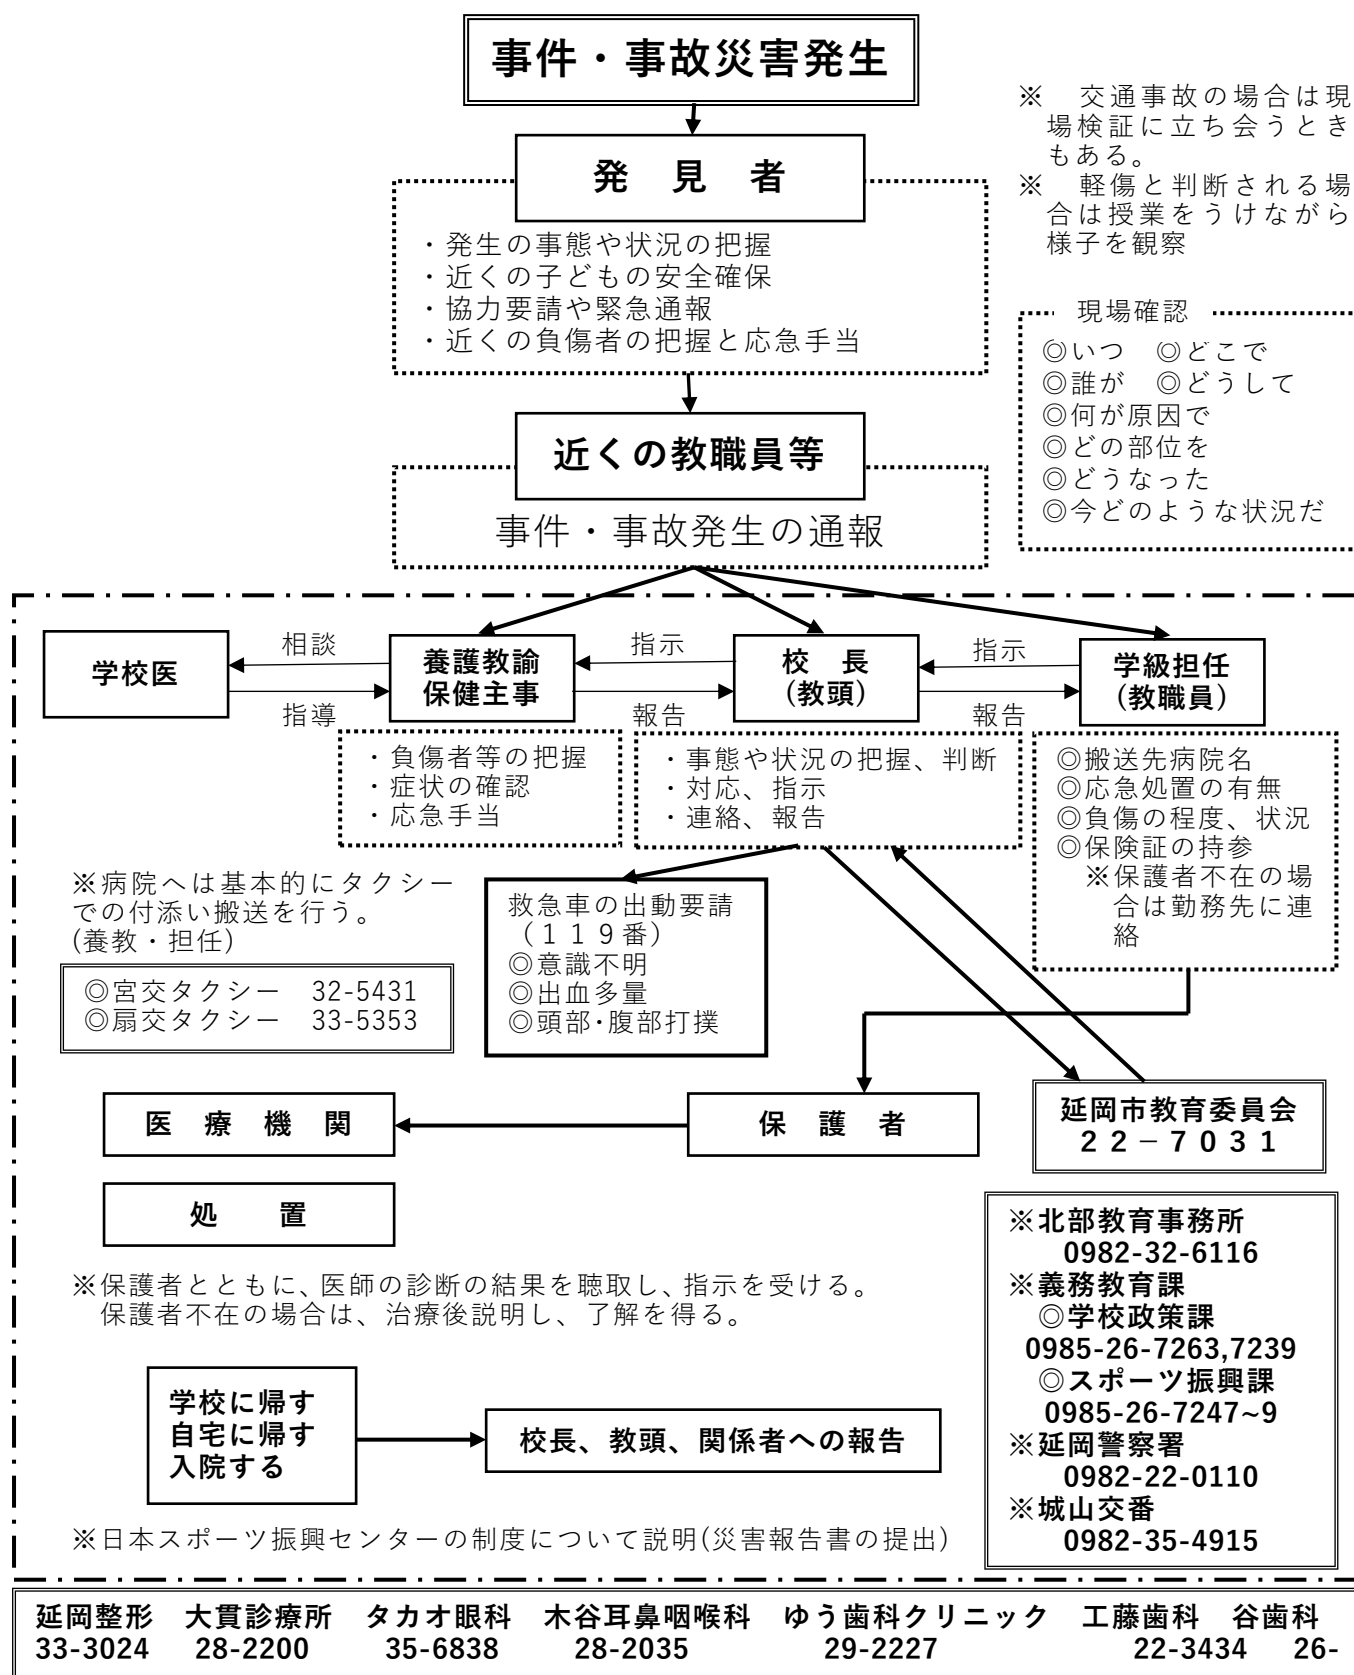 事件・事故災害発生
※　交通事故の場合は現
場検証に立ち会うとき
もある。
※　軽傷と判断される場
合は授業をうけながら
様子を観察
発　見　者
・発生の事態や状況の把握
・近くの子どもの安全確保
・協力要請や緊急通報
・近くの負傷者の把握と応急手当
現場確認
◎いつ　◎どこで
◎誰が　◎どうして
◎何が原因で
◎どの部位を
◎どうなった
◎今どのような状況だ
近くの教職員等
事件・事故発生の通報
学校医
相談
指導
養護教諭
保健主事
指示
報告
校　長
(教頭)
指示
報告
学級担任
(教職員)
・負傷者等の把握
・症状の確認
・応急手当
・事態や状況の把握、判断
・対応、指示
・連絡、報告
◎搬送先病院名
◎応急処置の有無
◎負傷の程度、状況
◎保険証の持参
※保護者不在の場
合は勤務先に連
絡
※病院へは基本的にタクシー
での付添い搬送を行う。
(養教・担任)
◎宮交タクシー　32-5431
◎扇交タクシー　33-5353
救急車の出動要請
（１１９番）
◎意識不明
◎出血多量
◎頭部･腹部打撲
医　療　機　関
保　護　者
延岡市教育委員会
２２－７０３１
処　　置
※保護者とともに、医師の診断の結果を聴取し、指示を受ける。
保護者不在の場合は、治療後説明し、了解を得る。
※北部教育事務所
0982-32-6116
※義務教育課
◎学校政策課
0985-26-7263,7239
◎スポーツ振興課
0985-26-7247~9
※延岡警察署
0982-22-0110
※城山交番
0982-35-4915
学校に帰す
自宅に帰す
入院する
校長、教頭、関係者への報告
※日本スポーツ振興センターの制度について説明(災害報告書の提出)
延岡整形　大貫診療所　タカオ眼科　木谷耳鼻咽喉科　ゆう歯科クリニック　工藤歯科　谷歯科
33-3024　28-2200　35-6838　28-2035　29-2227　22-3434　26-